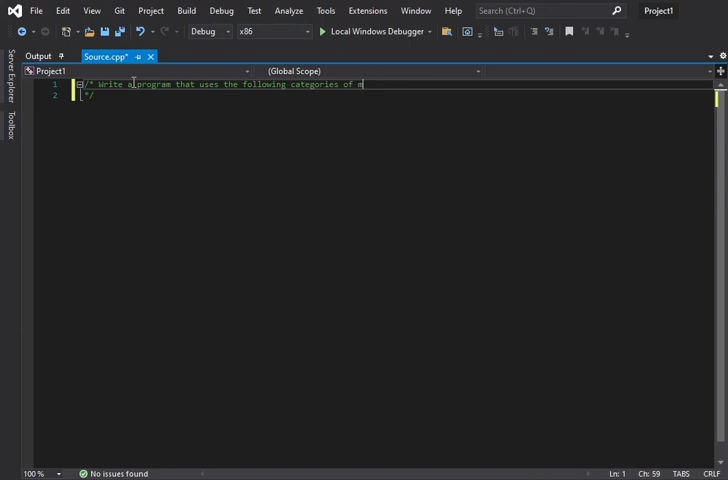 File Edit View Git Project Build Debug Test Analyze Tools Extensions Window Help Search (Ctrl+Q) Project1
Debug x86 Local Windows Debugger
Output Source.cpp*
Project1 (Global Scope)
Server Explorer
Toolbox
1 /* Write a program that uses the following categories of m
2 */
100 % No issues found Ln: 1 Ch: 59 TABS CRLF